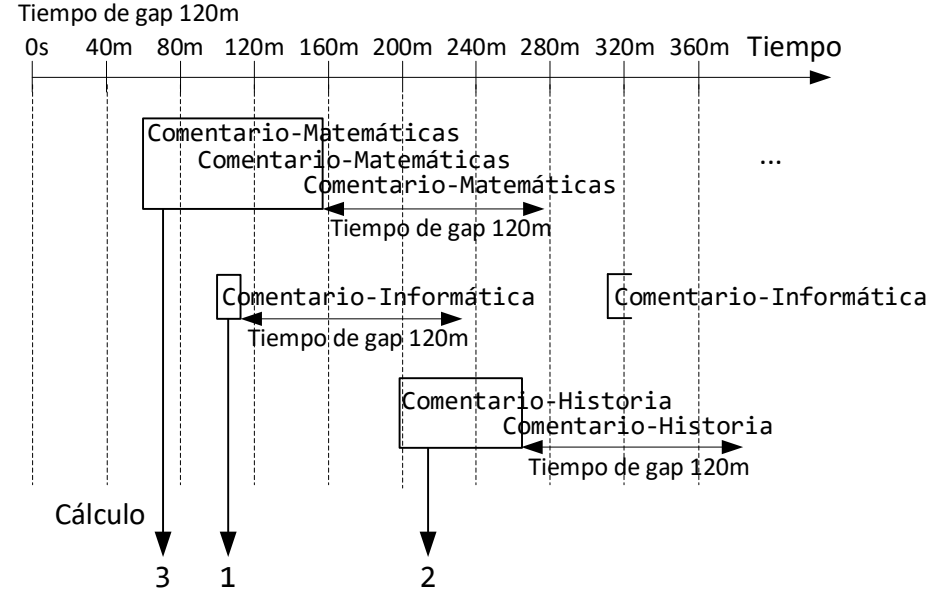 Tiempo de gap 120m
0s 40m 80m 120m 160m 200m 240m 280m 320m 360m Tiempo
Comentario-Matemáticas
Comentario-Matemáticas
...
Comentario-Matemáticas
Tiempo de gap 120m
Comentario-Informática
Comentario-Informática
Tiempo de gap 120m
Comentario-Historia
Comentario-Historia
Tiempo de gap 120m
Cálculo
3 1 2